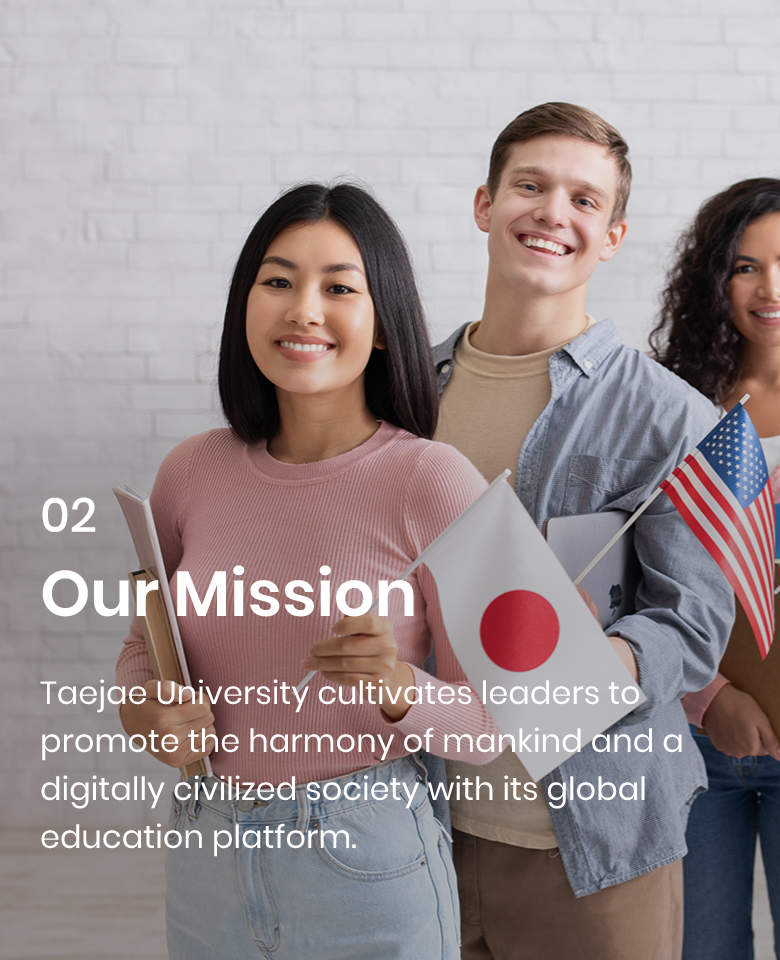 02
Our Mission
Taejae University cultivates leaders to
promote the harmony of mankind and a
digitally civilized society with its global
education platform.